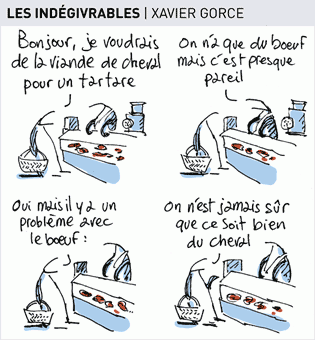 LES INDÉGIVRABLES | XAVIER GORCE
Bonjour, je voudrais
de la viande de cheval
pour un tartare
On n'a que du boeuf
mais c'est presque
pareil
Oui mais il y a un
problème avec
le boeuf :
On n'est jamais sûr
que ce soit bien
du cheval